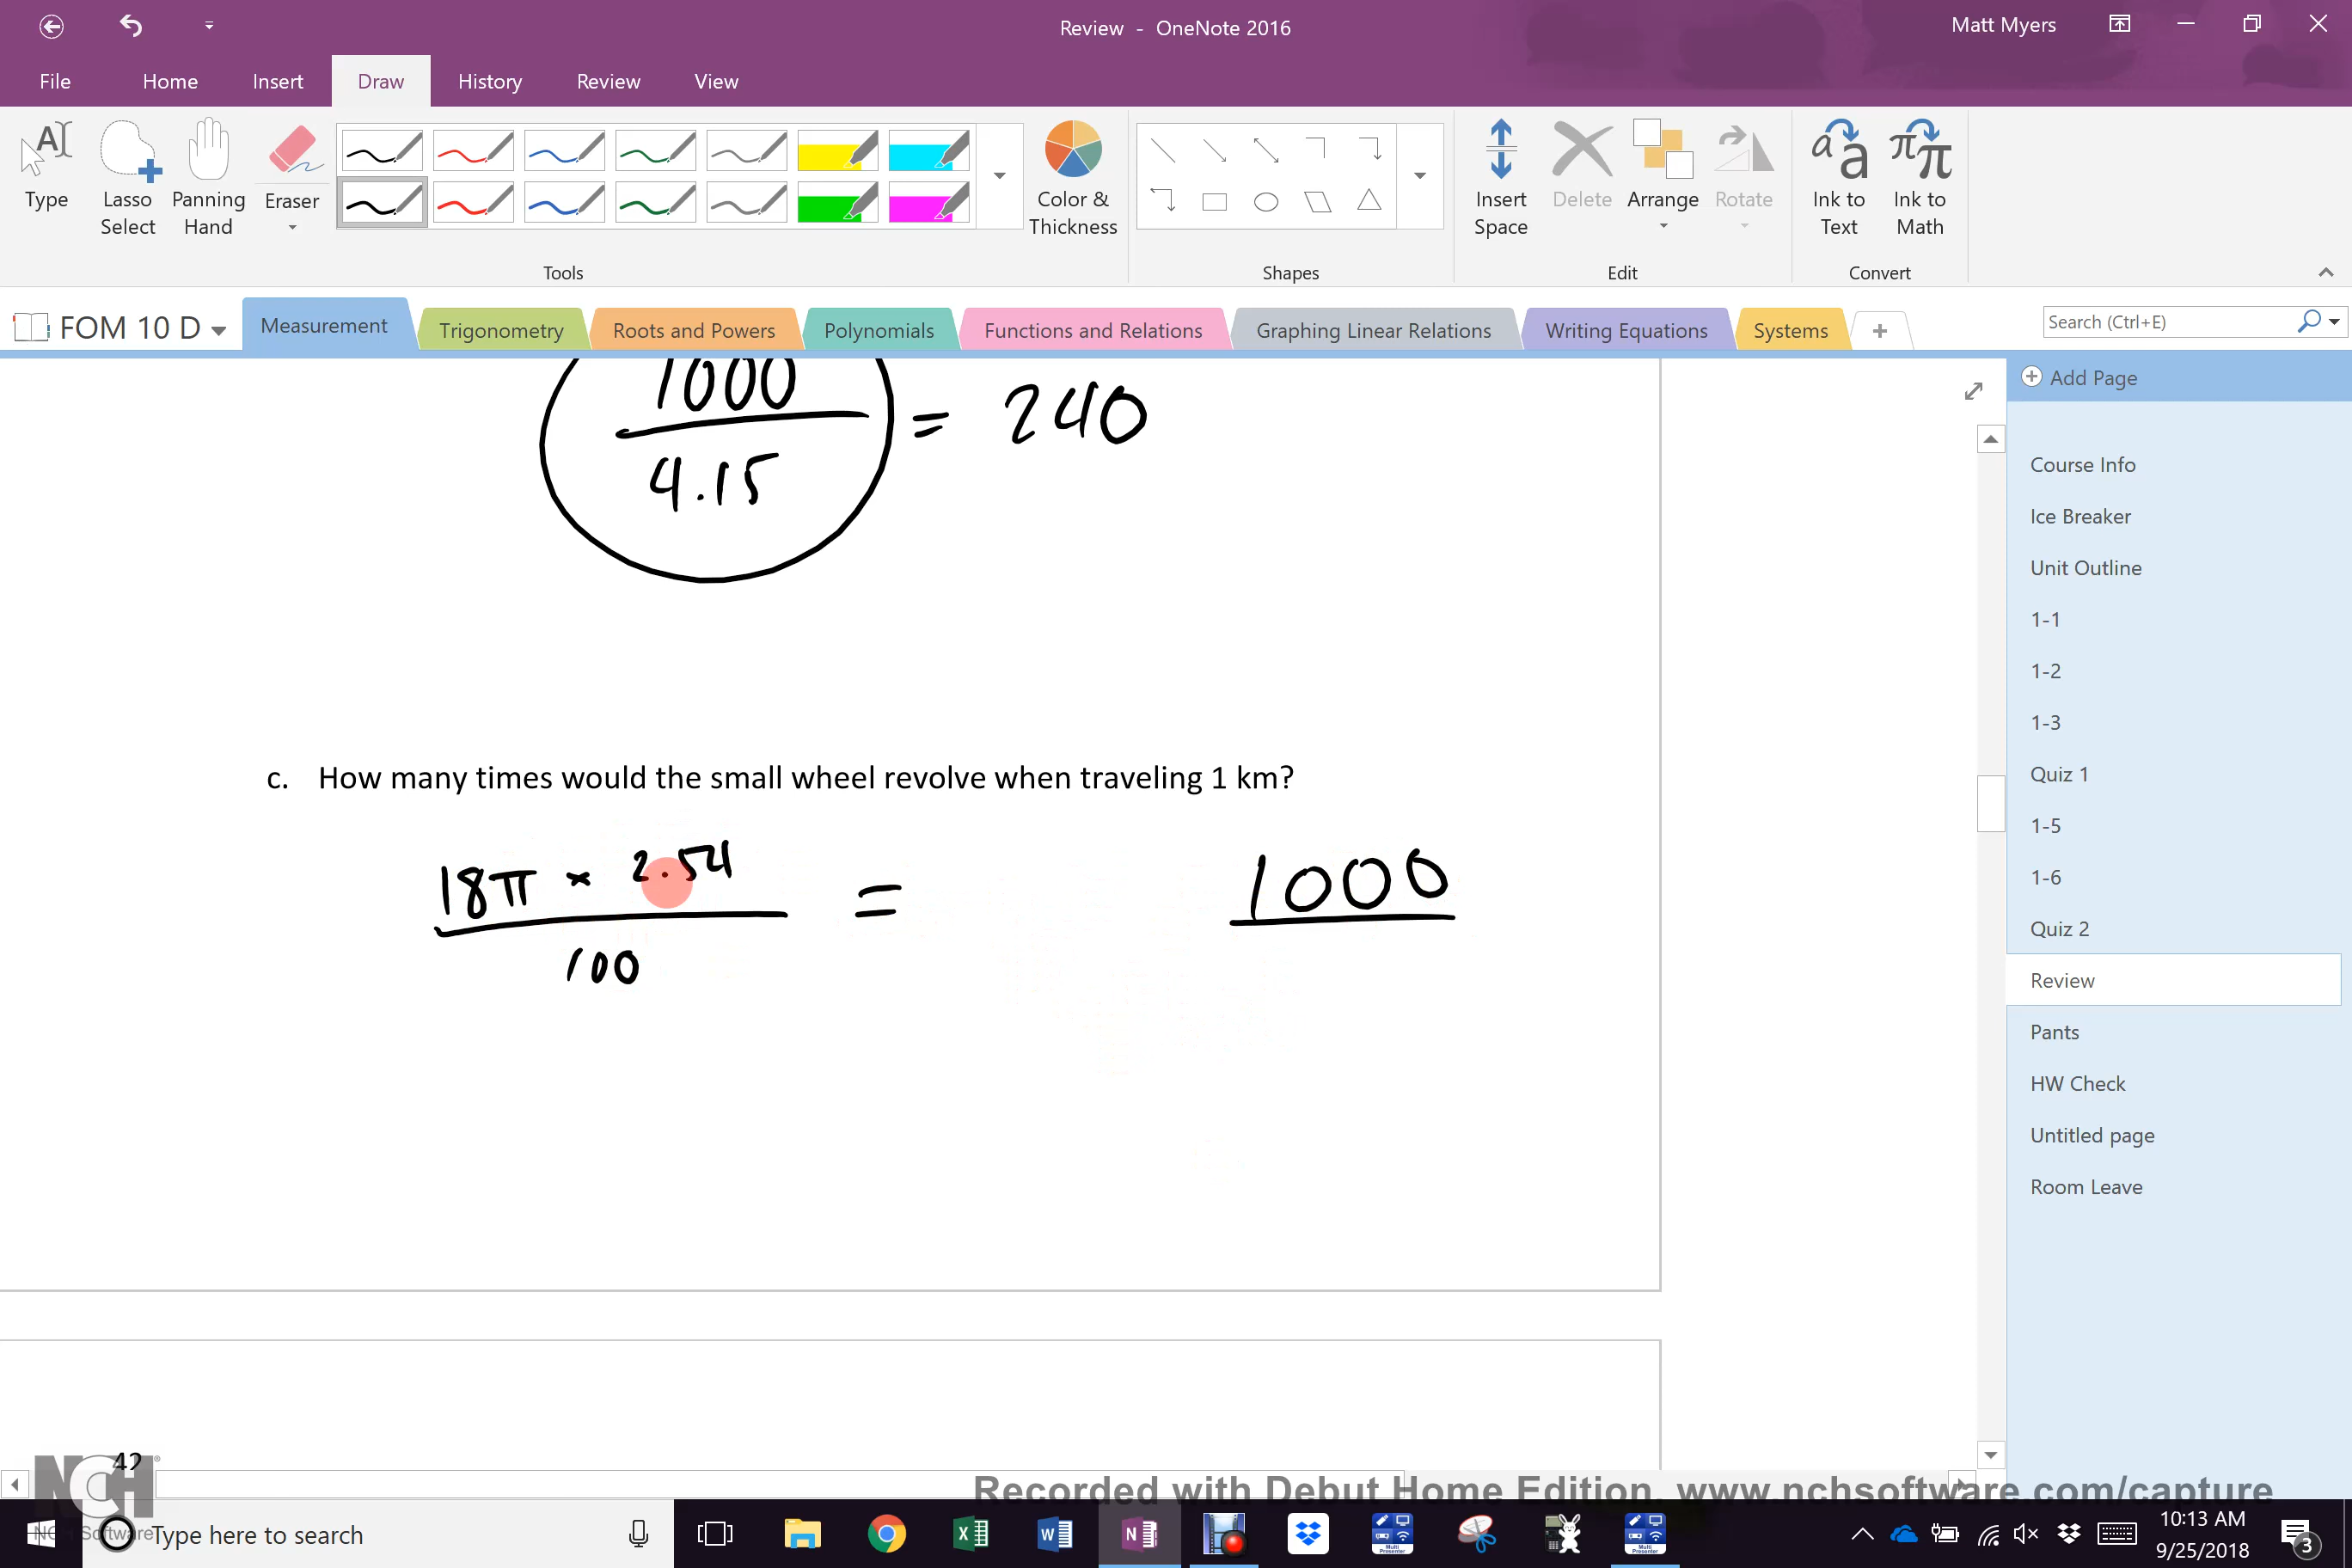 Review - OneNote 2016
Matt Myers
File Home Insert Draw History Review View
Type
Lasso Select
Panning Hand
Eraser
Color & Thickness
Insert Space
Delete
Arrange
Rotate
Ink to Text
Ink to Math
Tools
Shapes
Edit
Convert
FOM 10 D
Measurement
Trigonometry
Roots and Powers
Polynomials
Functions and Relations
Graphing Linear Relations
Writing Equations
Systems
Search (Ctrl+E)
Add Page
Course Info
Ice Breaker
Unit Outline
1-1
1-2
1-3
Quiz 1
1-5
1-6
Quiz 2
Review
Pants
HW Check
Untitled page
Room Leave
1000
4.15
= 240
c. How many times would the small wheel revolve when traveling 1 km?
18π × 2.54
100
=
1000
42
NCH®
NCH Software
Recorded with Debut Home Edition. www.nchsoftware.com/capture
Type here to search
10:13 AM
9/25/2018
3